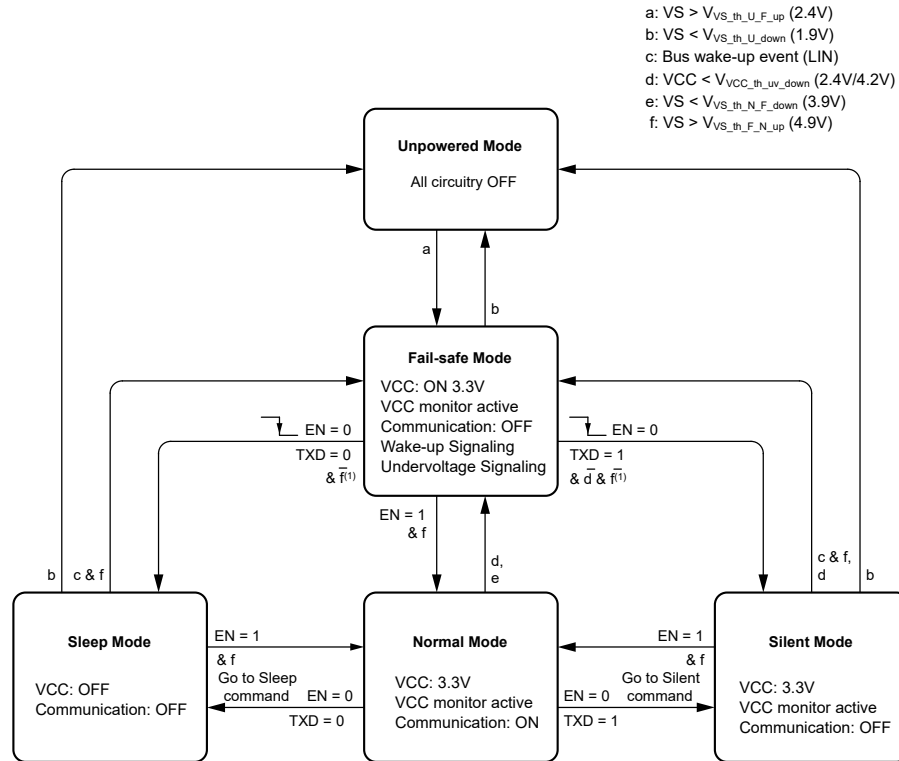 a: VS > V_VS_th_U_F_up (2.4V)
b: VS < V_VS_th_U_down (1.9V)
c: Bus wake-up event (LIN)
d: VCC < V_VCC_th_uv_down (2.4V/4.2V)
e: VS < V_VS_th_N_F_down (3.9V)
f: VS > V_VS_th_F_N_up (4.9V)
Unpowered Mode
All circuitry OFF
a
b
Fail-safe Mode
VCC: ON 3.3V
VCC monitor active
Communication: OFF
Wake-up Signaling
Undervoltage Signaling
EN = 0
TXD = 0
& f̅(1)
EN = 0
TXD = 1
& d̅ & f̅(1)
EN = 1
& f
d,
e
b
c & f
c & f,
d
b
Sleep Mode
VCC: OFF
Communication: OFF
EN = 1
& f
Go to Sleep
command
EN = 0
TXD = 0
Normal Mode
VCC: 3.3V
VCC monitor active
Communication: ON
EN = 1
& f
Go to Silent
command
EN = 0
TXD = 1
Silent Mode
VCC: 3.3V
VCC monitor active
Communication: OFF